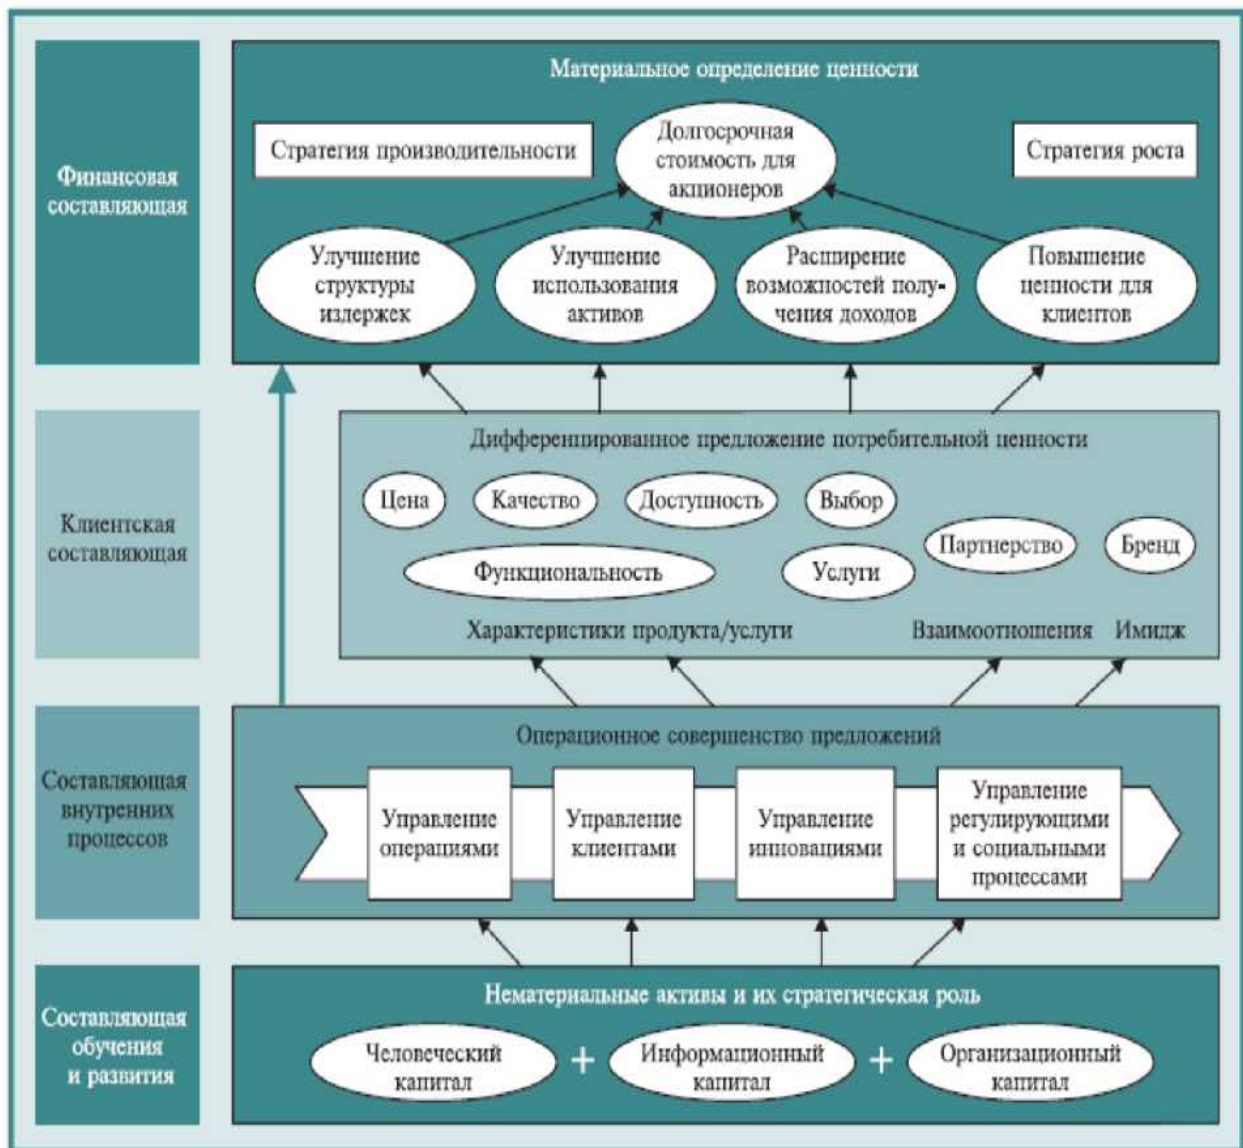 Финансовая
составляющая
Материальное определение ценности
Стратегия производительности
Долгосрочная
стоимость для
акционеров
Стратегия роста
Улучшение
структуры
издержек
Улучшение
использования
активов
Расширение
возможностей полу-
чения доходов
Повышение
ценности для
клиентов
Клиентская
составляющая
Дифференцированное предложение потребительной ценности
Цена
Качество
Доступность
Выбор
Функциональность
Услуги
Партнерство
Бренд
Характеристики продукта/услуги
Взаимоотношения
Имидж
Составляющая
внутренних
процессов
Операционное совершенство предложений
Управление
операциями
Управление
клиентами
Управление
инновациями
Управление
регулирующими
и социальными
процессами
Составляющая
обучения
и развития
Нематериальные активы и их стратегическая роль
Человеческий
капитал
+
Информационный
капитал
+
Организационный
капитал